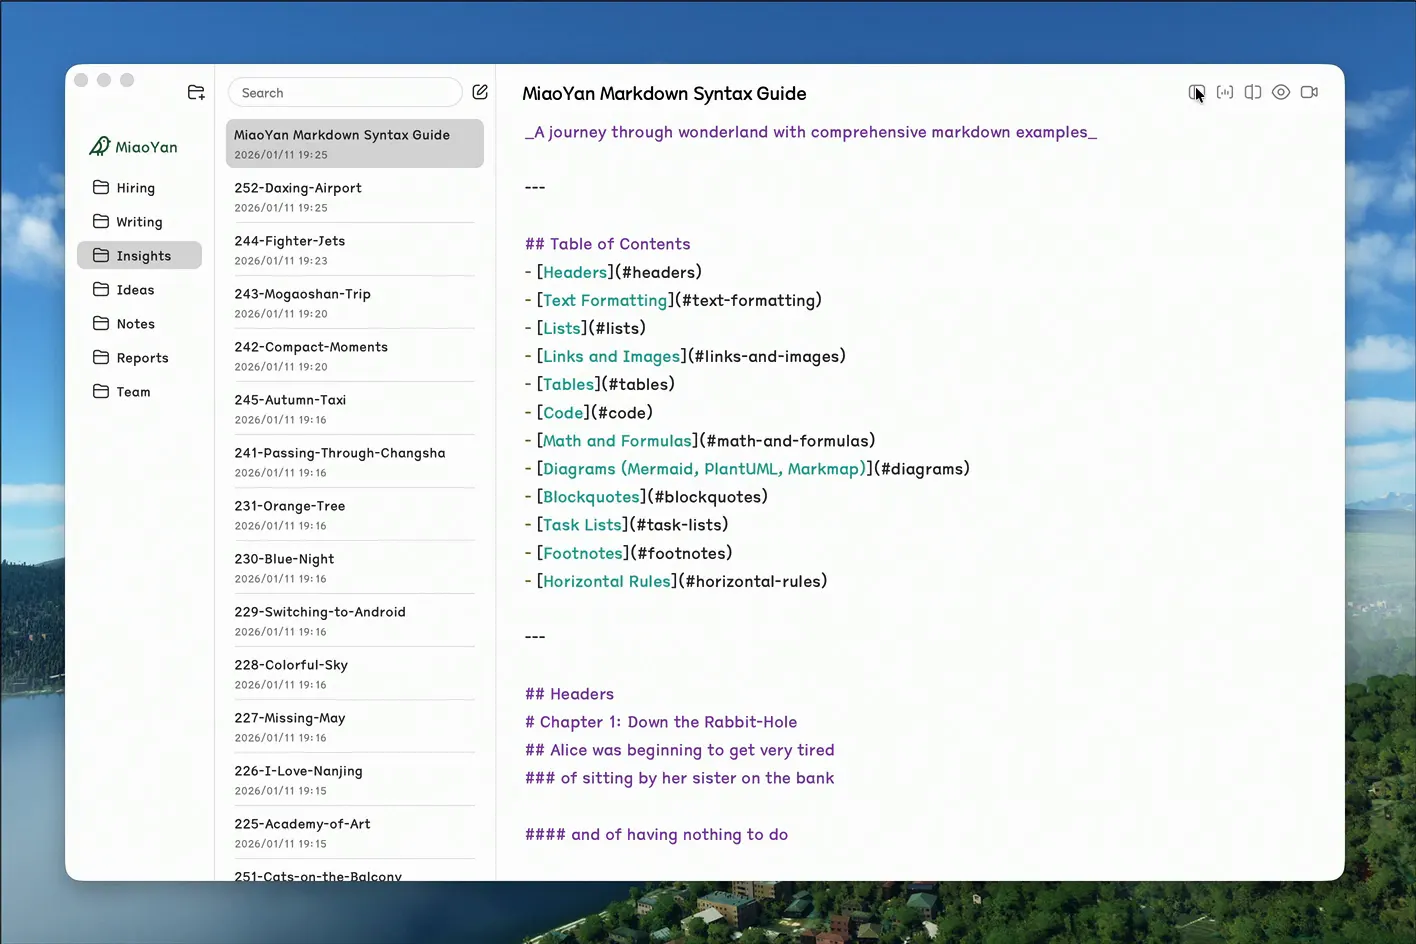 MiaoYan
Hiring
Writing
Insights
Ideas
Notes
Reports
Team
Search
MiaoYan Markdown Syntax Guide
2026/01/11 19:25
252-Daxing-Airport
2026/01/11 19:25
244-Fighter-Jets
2026/01/11 19:23
243-Mogaoshan-Trip
2026/01/11 19:20
242-Compact-Moments
2026/01/11 19:20
245-Autumn-Taxi
2026/01/11 19:16
241-Passing-Through-Changsha
2026/01/11 19:16
231-Orange-Tree
2026/01/11 19:16
230-Blue-Night
2026/01/11 19:16
229-Switching-to-Android
2026/01/11 19:16
228-Colorful-Sky
2026/01/11 19:16
227-Missing-May
2026/01/11 19:16
226-I-Love-Nanjing
2026/01/11 19:15
225-Academy-of-Art
2026/01/11 19:15
251-Cats-on-the-Balcony
MiaoYan Markdown Syntax Guide
_A journey through wonderland with comprehensive markdown examples_
---
## Table of Contents
- [Headers](#headers)
- [Text Formatting](#text-formatting)
- [Lists](#lists)
- [Links and Images](#links-and-images)
- [Tables](#tables)
- [Code](#code)
- [Math and Formulas](#math-and-formulas)
- [Diagrams (Mermaid, PlantUML, Markmap)](#diagrams)
- [Blockquotes](#blockquotes)
- [Task Lists](#task-lists)
- [Footnotes](#footnotes)
- [Horizontal Rules](#horizontal-rules)
---
## Headers
# Chapter 1: Down the Rabbit-Hole
## Alice was beginning to get very tired
### of sitting by her sister on the bank
#### and of having nothing to do